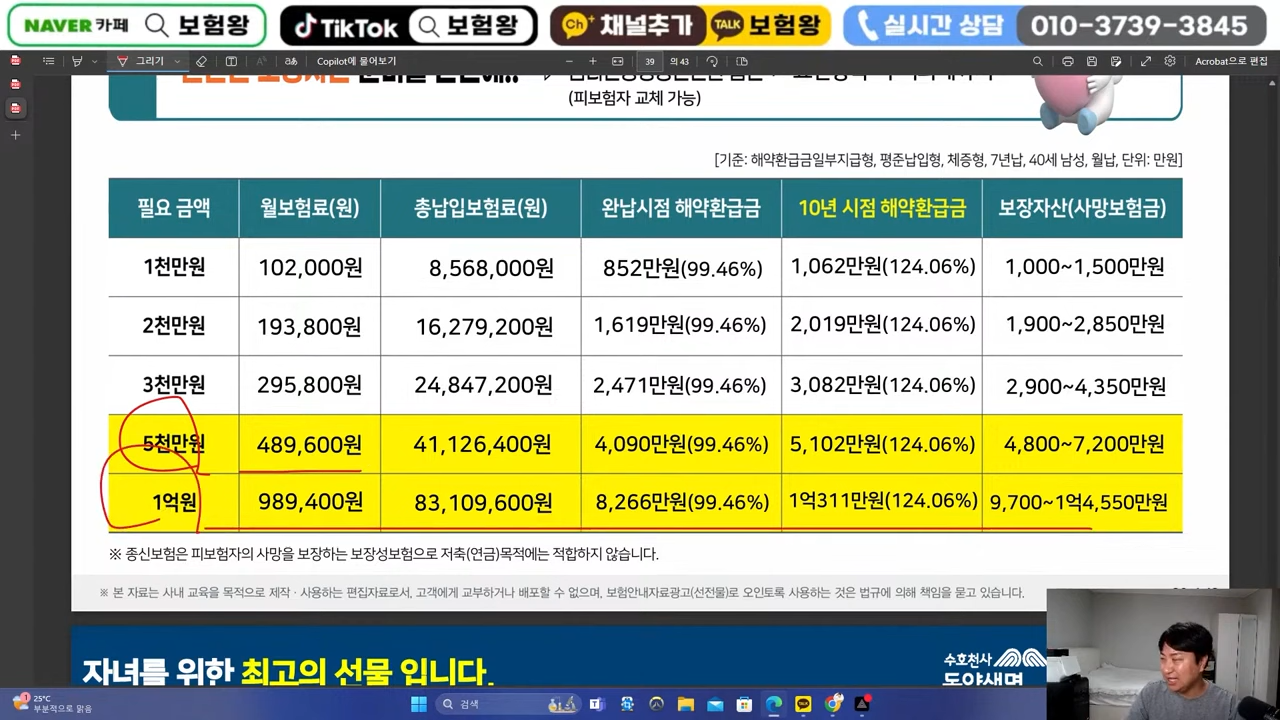 NAVER 카페 보험왕
TikTok 보험왕
Ch+ 채널추가 TALK 보험왕
실시간 상담 010-3739-3845
그리기 Copilot에 물어보기 39 의 43 Acrobat으로 편집
(피보험자 교체 가능)
[기준: 해약환급금일부지급형, 평준납입형, 체증형, 7년납, 40세 남성, 월납, 단위: 만원]
필요 금액 월보험료(원) 총납입보험료(원) 완납시점 해약환급금 10년 시점 해약환급금 보장자산(사망보험금)
1천만원 102,000원 8,568,000원 852만원(99.46%) 1,062만원(124.06%) 1,000~1,500만원
2천만원 193,800원 16,279,200원 1,619만원(99.46%) 2,019만원(124.06%) 1,900~2,850만원
3천만원 295,800원 24,847,200원 2,471만원(99.46%) 3,082만원(124.06%) 2,900~4,350만원
5천만원 489,600원 41,126,400원 4,090만원(99.46%) 5,102만원(124.06%) 4,800~7,200만원
1억원 989,400원 83,109,600원 8,266만원(99.46%) 1억311만원(124.06%) 9,700~1억4,550만원
※ 종신보험은 피보험자의 사망을 보장하는 보장성보험으로 저축(연금)목적에는 적합하지 않습니다.
※ 본 자료는 사내 교육을 목적으로 제작 · 사용하는 편집자료로서, 고객에게 교부하거나 배포할 수 없으며, 보험안내자료광고(선전물)로 오인토록 사용하는 것은 법규에 의해 책임을 묻고 있습니다.
자녀를 위한 최고의 선물 입니다.
수호천사
동양생명
25°C
부분적으로 맑음
검색